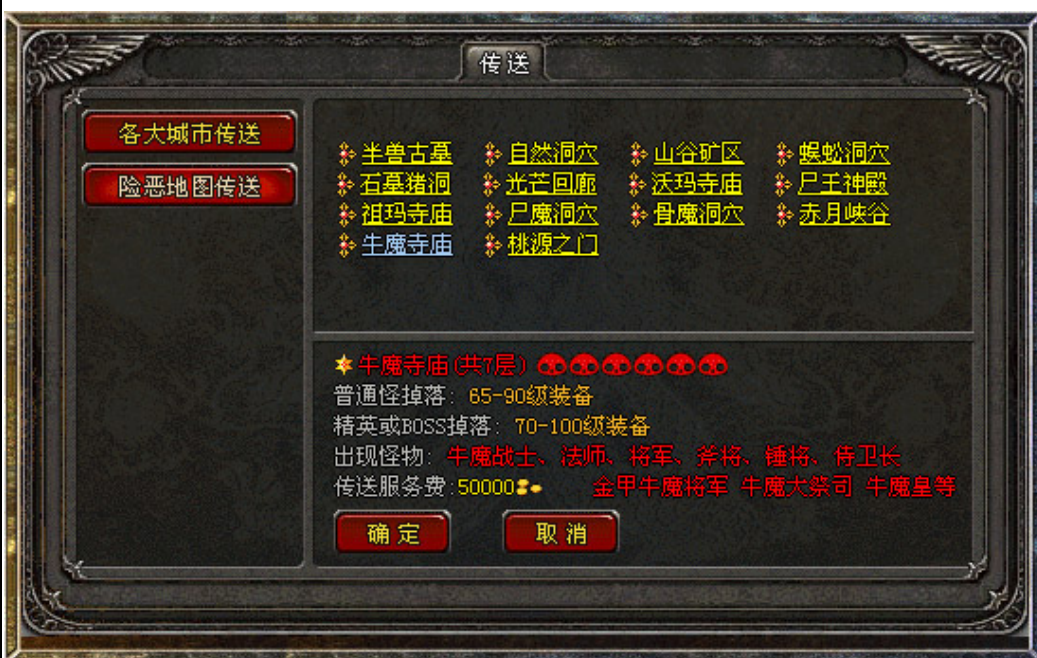 传送
各大城市传送
险恶地图传送
半兽古墓 自然洞穴 山谷矿区 蜈蚣洞穴
石墓猪洞 光芒回廊 沃玛寺庙 尸王神殿
祖玛寺庙 尸魔洞穴 骨魔洞穴 赤月峡谷
牛魔寺庙 桃源之门
牛魔寺庙(共7层)
普通怪掉落: 65-90级装备
精英或BOSS掉落: 70-100级装备
出现怪物: 牛魔战士、法师、将军、斧将、锤将、侍卫长
传送服务费:50000 金甲牛魔将军 牛魔大祭司 牛魔皇等
确定 取消